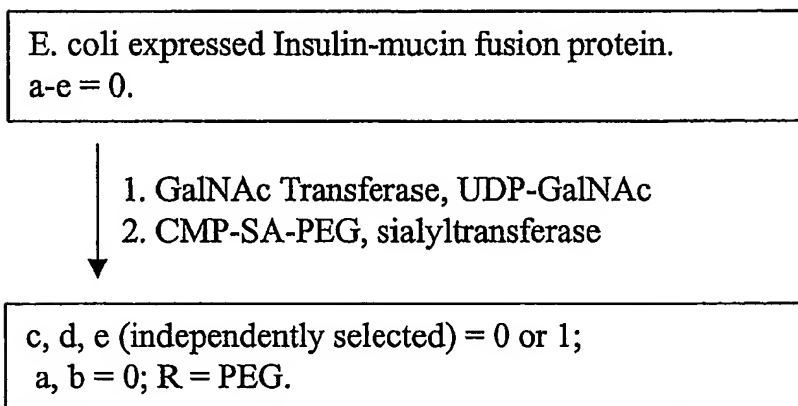 E. coli expressed Insulin-mucin fusion protein.
a-e = 0.
1. GalNAc Transferase, UDP-GalNAc
2. CMP-SA-PEG, sialyltransferase
c, d, e (independently selected) = 0 or 1;
a, b = 0; R = PEG.